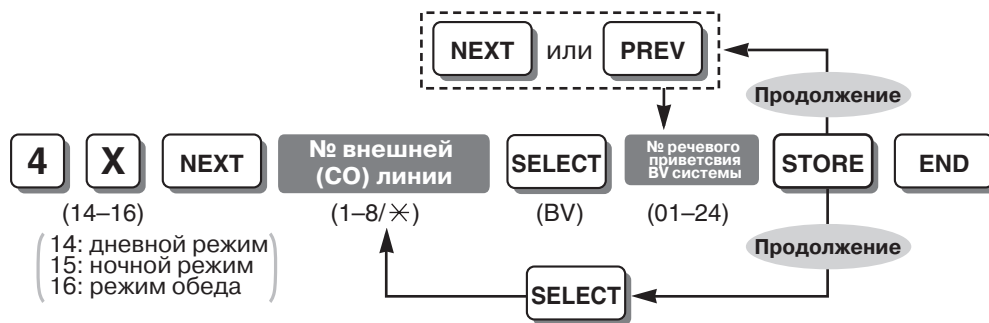 NEXT или PREV
Продолжение
4 X NEXT № внешней (CO) линии SELECT № речевого приветсвия BV системы STORE END
(14–16) (1–8/✳) (BV) (01–24)
14: дневной режим
15: ночной режим
16: режим обеда
Продолжение
SELECT